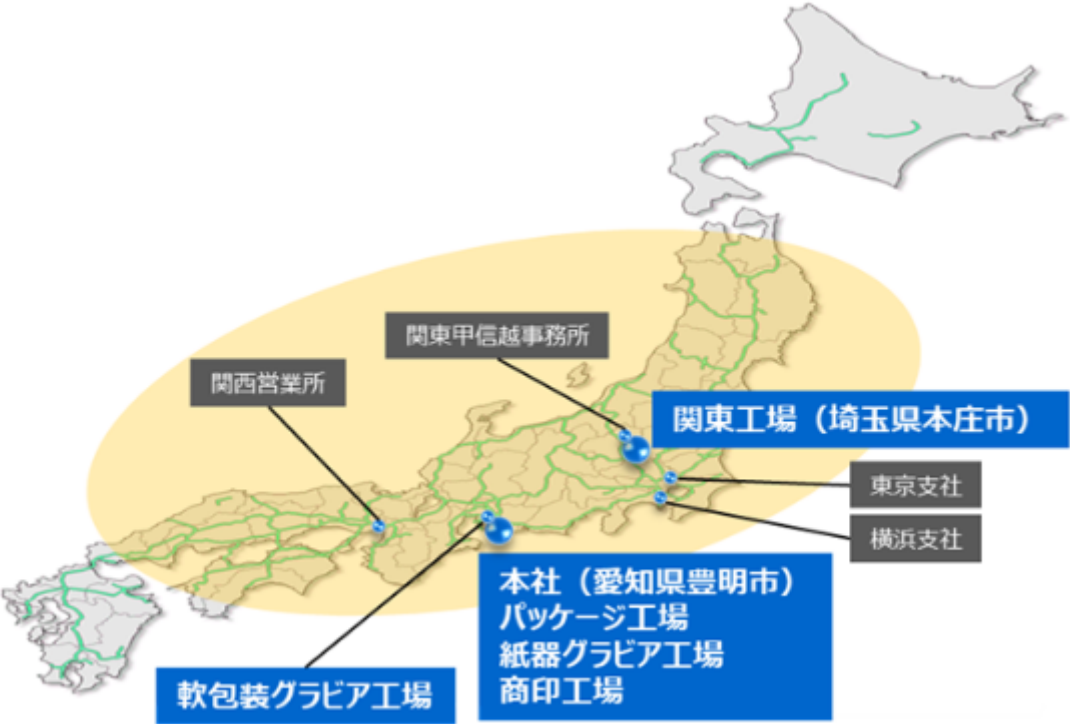 関東甲信越事務所
関西営業所
関東工場（埼玉県本庄市）
東京支社
横浜支社
本社（愛知県豊明市）
パッケージ工場
紙器グラビア工場
商印工場
軟包装グラビア工場